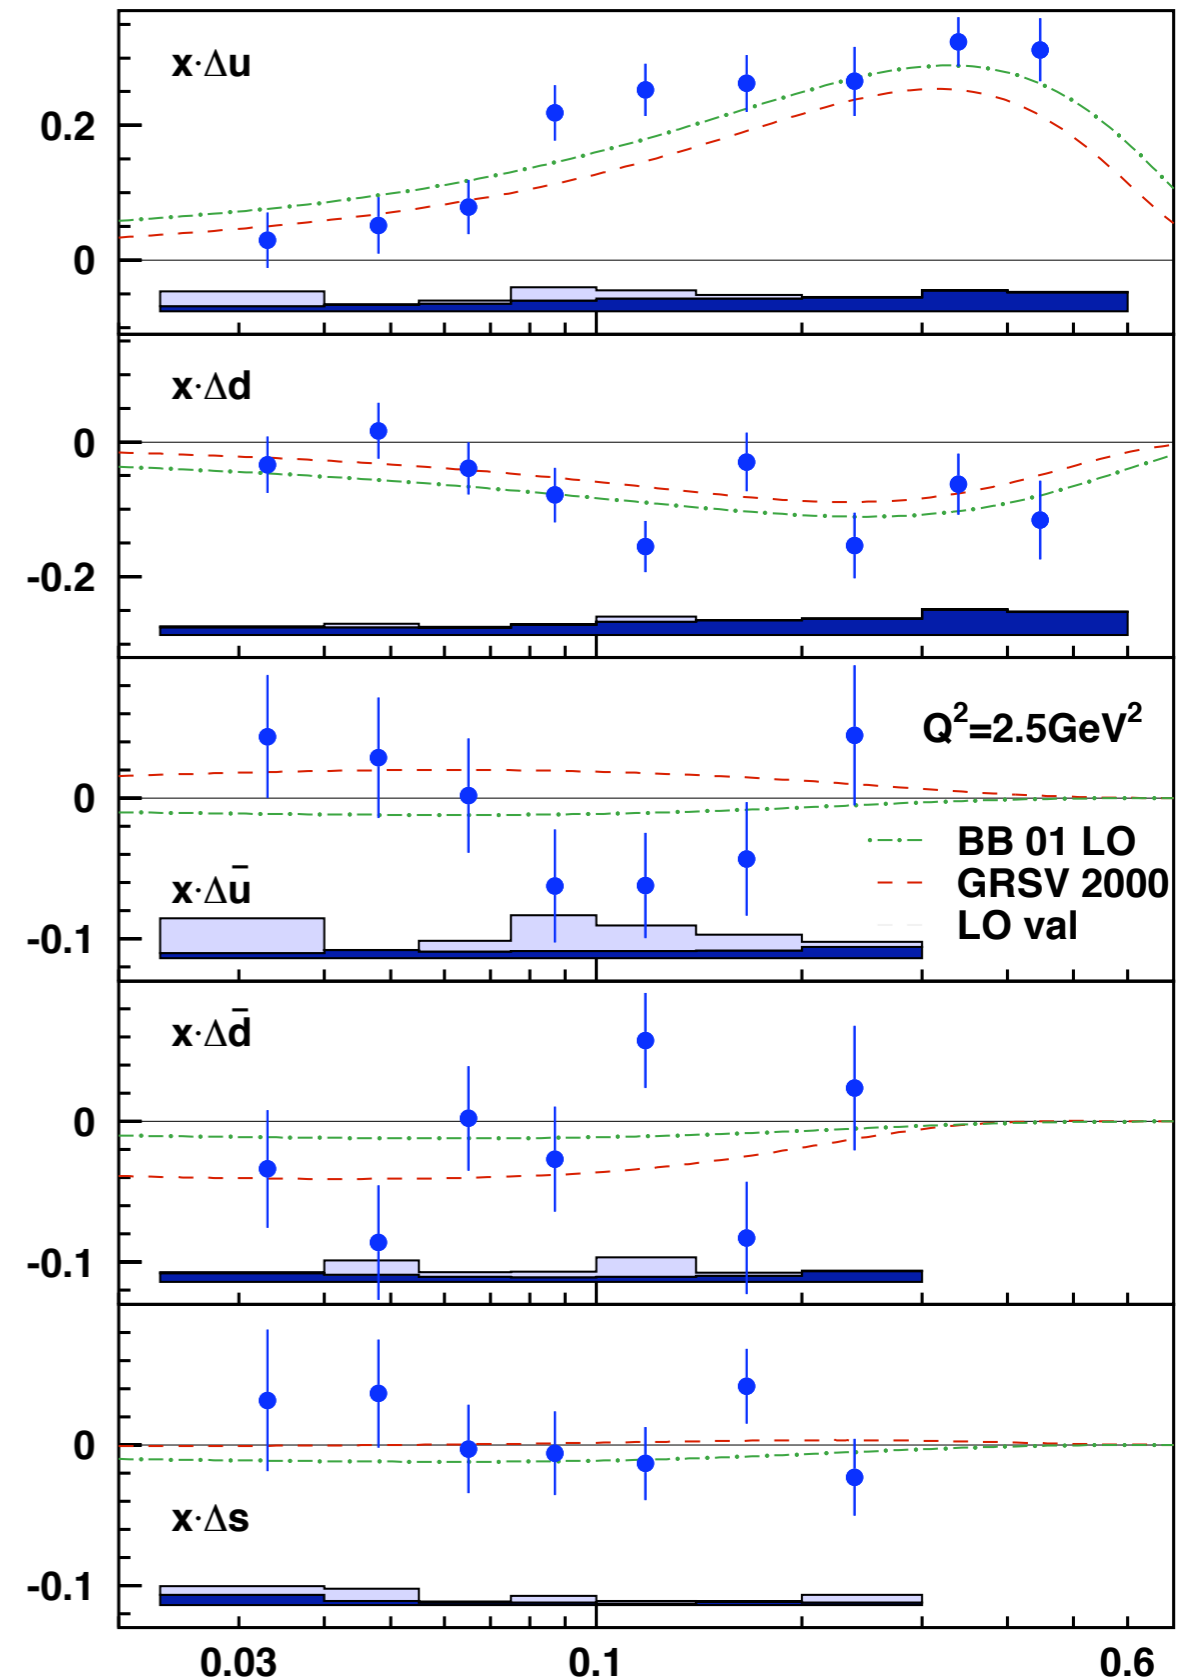 x·Δu
0.2
0
x·Δd
0
-0.2
Q²=2.5GeV²
0
BB 01 LO
x·Δū
GRSV 2000
LO val
-0.1
x·Δd̄
0
-0.1
0
x·Δs
-0.1
0.03 0.1 0.6